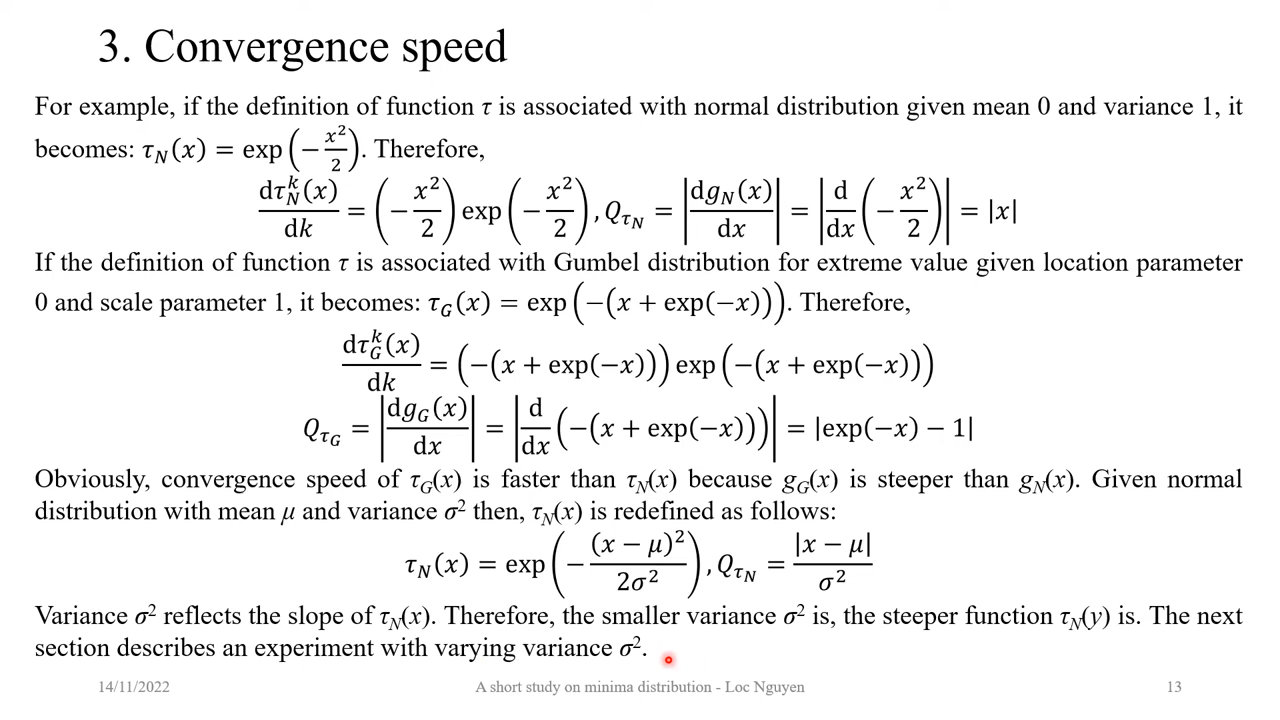 3. Convergence speed
For example, if the definition of function τ is associated with normal distribution given mean 0 and variance 1, it
becomes: τ_N(x) = exp(−x²/2). Therefore,
dτ_N^k(x)/dk = (−x²/2) exp(−x²/2), Q_{τ_N} = |dg_N(x)/dx| = |d/dx (−x²/2)| = |x|
If the definition of function τ is associated with Gumbel distribution for extreme value given location parameter
0 and scale parameter 1, it becomes: τ_G(x) = exp(−(x + exp(−x))). Therefore,
dτ_G^k(x)/dk = (−(x + exp(−x))) exp(−(x + exp(−x)))
Q_{τ_G} = |dg_G(x)/dx| = |d/dx (−(x + exp(−x)))| = |exp(−x) − 1|
Obviously, convergence speed of τ_G(x) is faster than τ_N(x) because g_G(x) is steeper than g_N(x). Given normal
distribution with mean μ and variance σ² then, τ_N(x) is redefined as follows:
τ_N(x) = exp(−(x − μ)²/2σ²), Q_{τ_N} = |x − μ|/σ²
Variance σ² reflects the slope of τ_N(x). Therefore, the smaller variance σ² is, the steeper function τ_N(y) is. The next
section describes an experiment with varying variance σ².
14/11/2022 A short study on minima distribution - Loc Nguyen 13